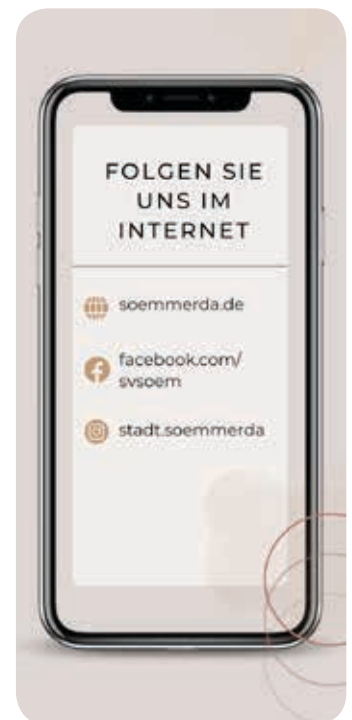 FOLGEN SIE
UNS IM
INTERNET
soemmerda.de
facebook.com/
svsoem
stadt.soemmerda